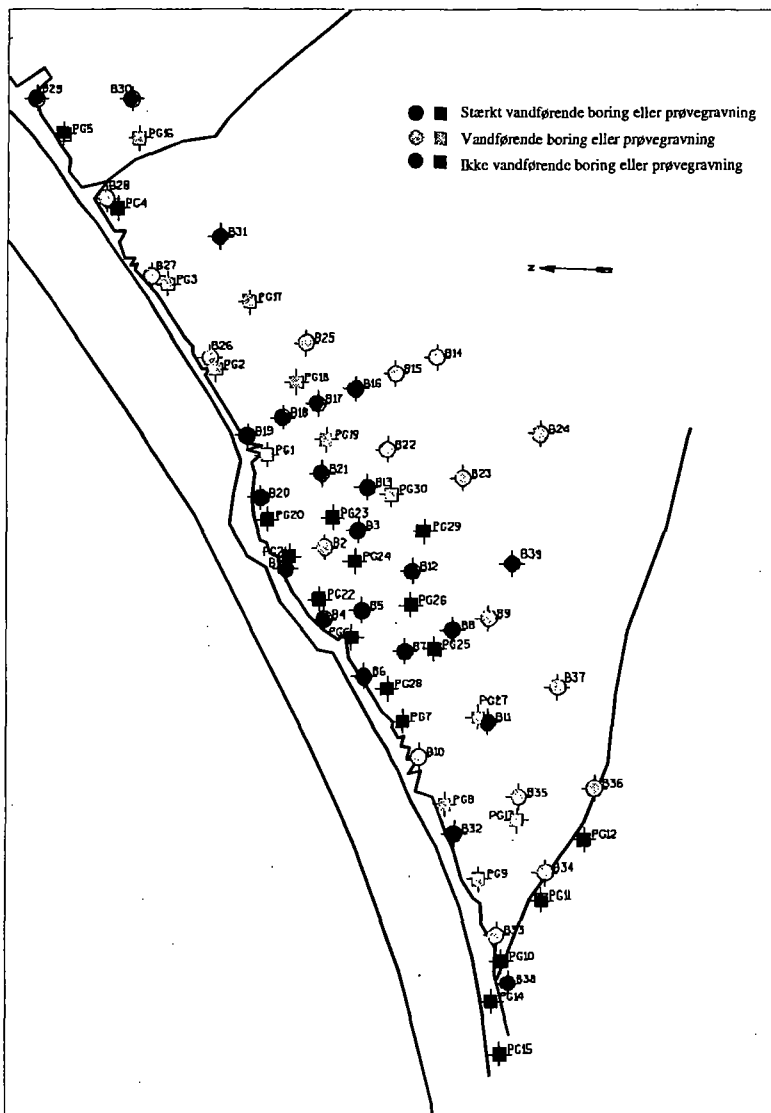 B29
B30
PG5
PG16
Stærkt vandførende boring eller prøvegravning
Vandførende boring eller prøvegravning
Ikke vandførende boring eller prøvegravning
B28
PG4
B31
N
B27
PG3
PG17
B25
B26
PG2
B14
B15
PG18
B16
B17
B18
B19
PG19
B24
PG1
B22
B21
B23
B13
PG30
B20
PG20
PG23
B3
PG29
B2
PG24
B39
B12
PG22
B5
PG26
B4
B9
B8
B7
PG25
B6
PG28
B37
PG27
B11
PG7
B10
B36
B35
PG8
B32
PG12
B34
PG9
PG11
B33
PG10
B38
PG14
PG15